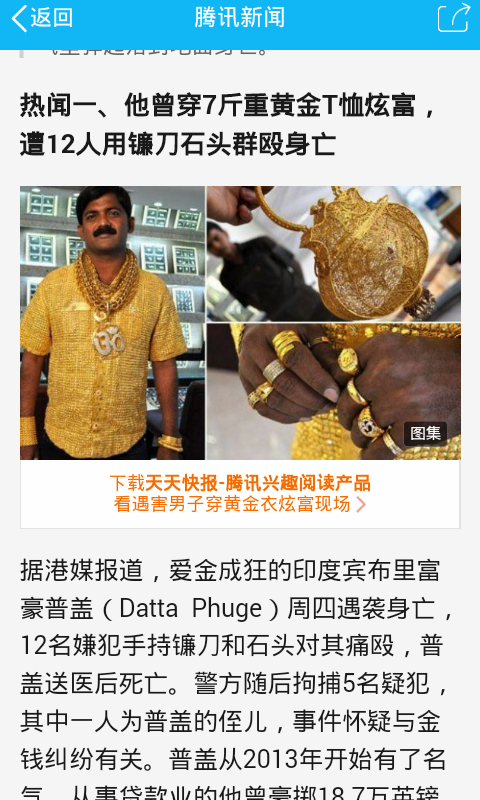 返回
腾讯新闻
热闻一、他曾穿7斤重黄金T恤炫富，
遭12人用镰刀石头群殴身亡
图集
下载天天快报-腾讯兴趣阅读产品
看遇害男子穿黄金衣炫富现场
据港媒报道，爱金成狂的印度宾布里富
豪普盖（Datta Phuge）周四遇袭身亡，
12名嫌犯手持镰刀和石头对其痛殴，普
盖送医后死亡。警方随后拘捕5名疑犯，
其中一人为普盖的侄儿，事件怀疑与金
钱纠纷有关。普盖从2013年开始有了名
气，从事贷款业的他曾豪掷18.7万英镑